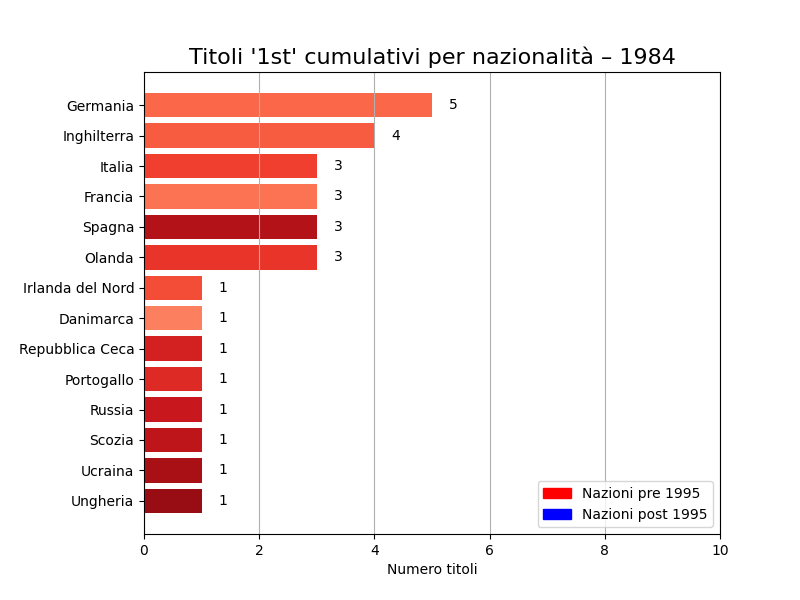 Titoli '1st' cumulativi per nazionalità – 1984
Germania 5
Inghilterra 4
Italia 3
Francia 3
Spagna 3
Olanda 3
Irlanda del Nord 1
Danimarca 1
Repubblica Ceca 1
Portogallo 1
Russia 1
Scozia 1
Ucraina 1
Ungheria 1
Nazioni pre 1995
Nazioni post 1995
0 2 4 6 8 10
Numero titoli